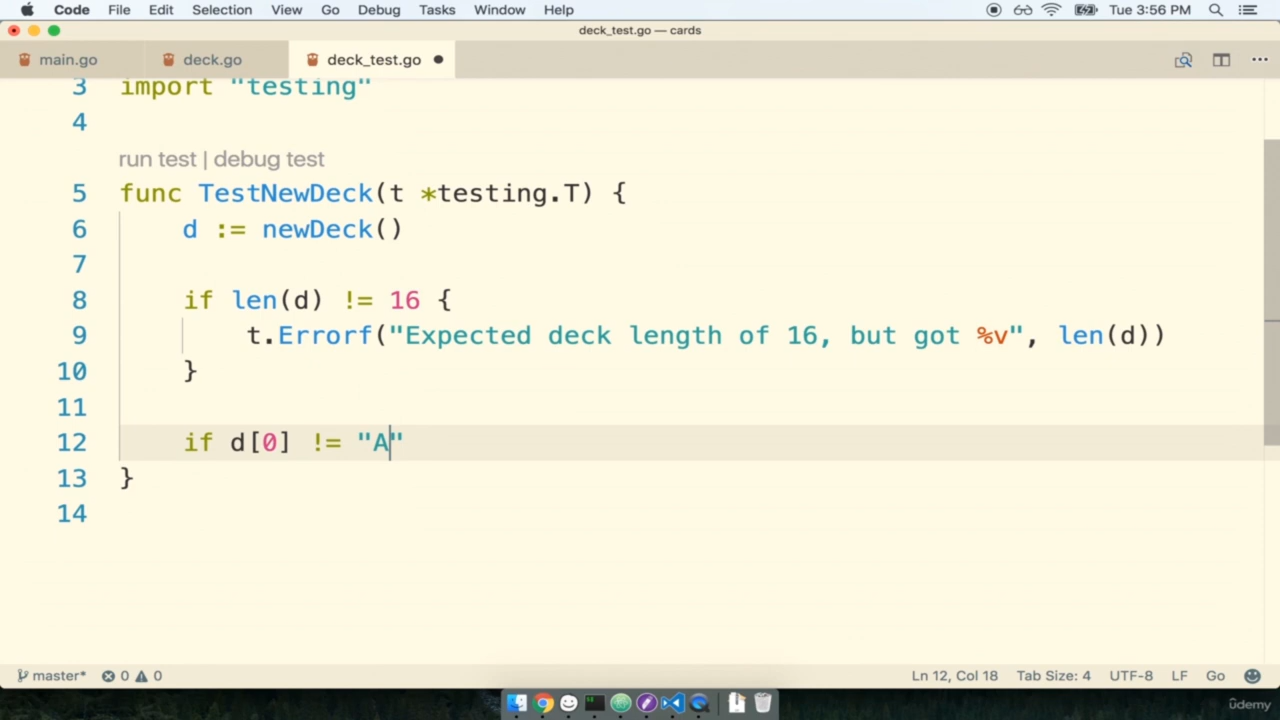 Code File Edit Selection View Go Debug Tasks Window Help Tue 3:56 PM
deck_test.go — cards
main.go deck.go deck_test.go
3 import "testing"
4
run test | debug test
5 func TestNewDeck(t *testing.T) {
6 d := newDeck()
7
8 if len(d) != 16 {
9 t.Errorf("Expected deck length of 16, but got %v", len(d))
10 }
11
12 if d[0] != "A"
13 }
14
master* 0 0 Ln 12, Col 18 Tab Size: 4 UTF-8 LF Go
ûdemy